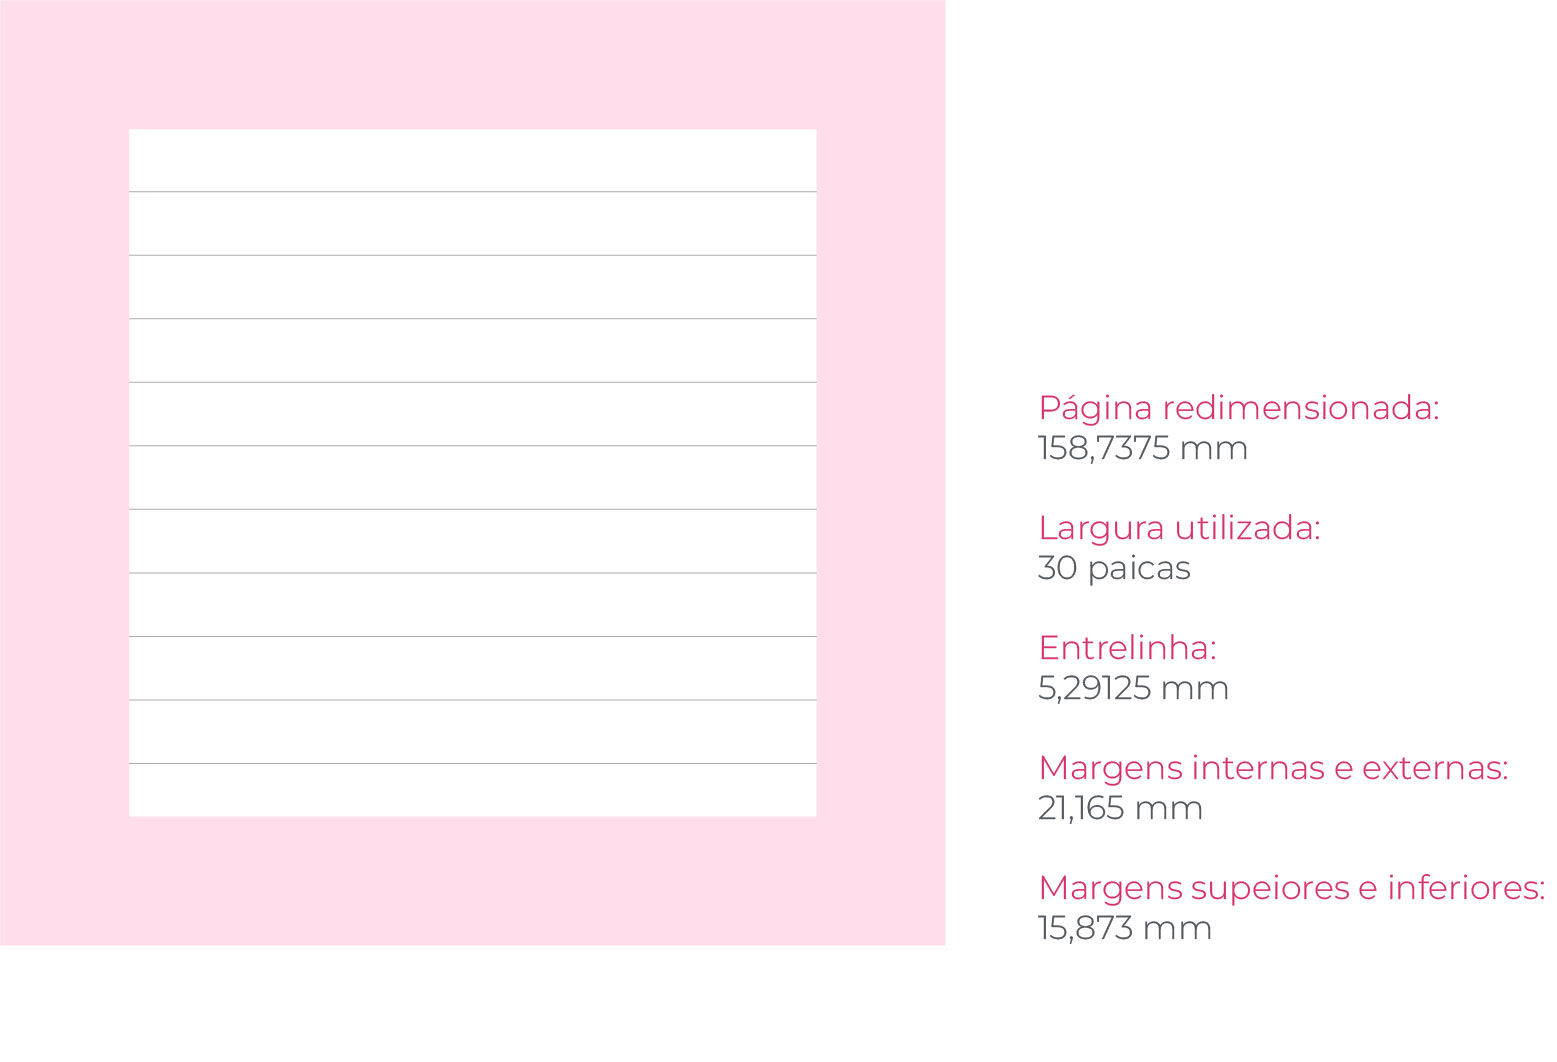 Página redimensionada:
158,7375 mm
Largura utilizada:
30 paicas
Entrelinha:
5,29125 mm
Margens internas e externas:
21,165 mm
Margens supeiores e inferiores:
15,873 mm